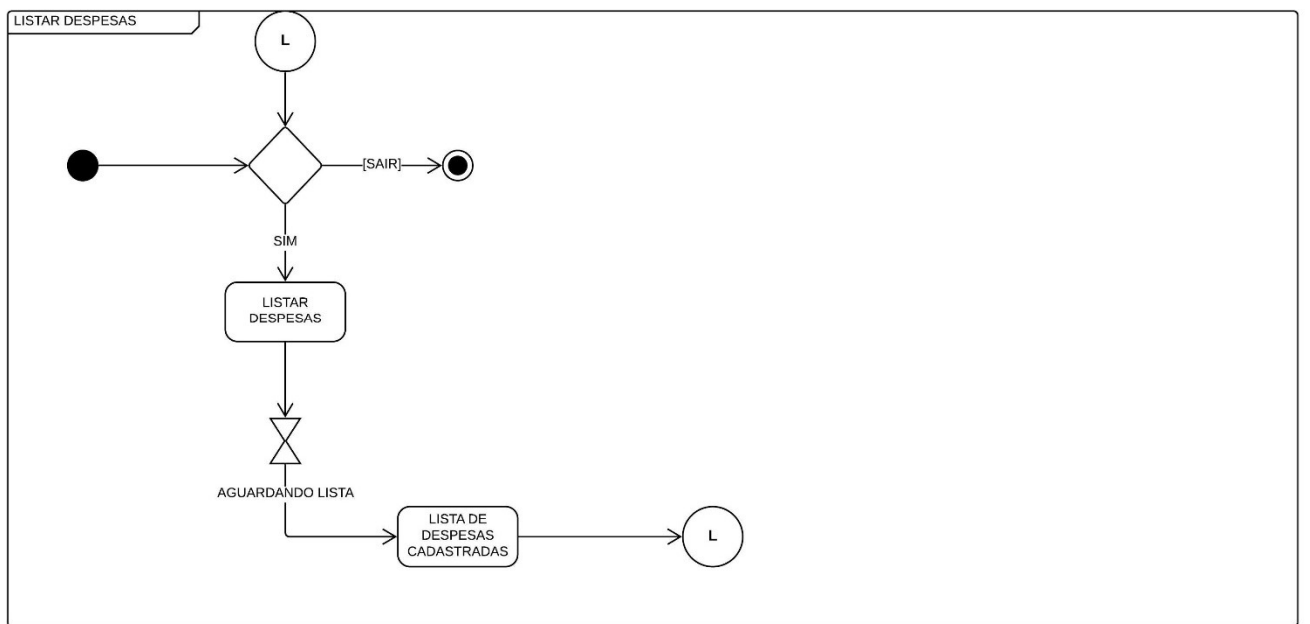 LISTAR DESPESAS
L
[SAIR]
SIM
LISTAR
DESPESAS
AGUARDANDO LISTA
LISTA DE
DESPESAS
CADASTRADAS
L